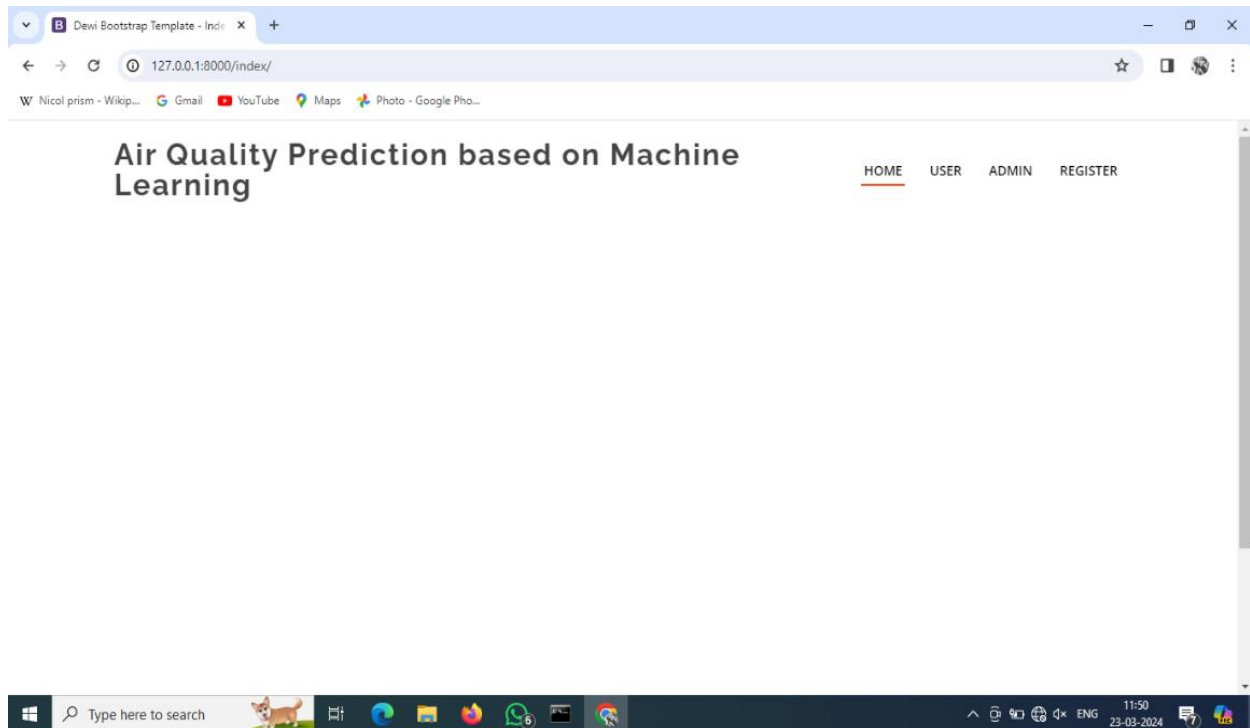 Dewi Bootstrap Template - Inde
127.0.0.1:8000/index/
Nicol prism - Wikip... Gmail YouTube Maps Photo - Google Pho...
Air Quality Prediction based on Machine
Learning
HOME USER ADMIN REGISTER
Type here to search
6
ENG
11:50
23-03-2024
7